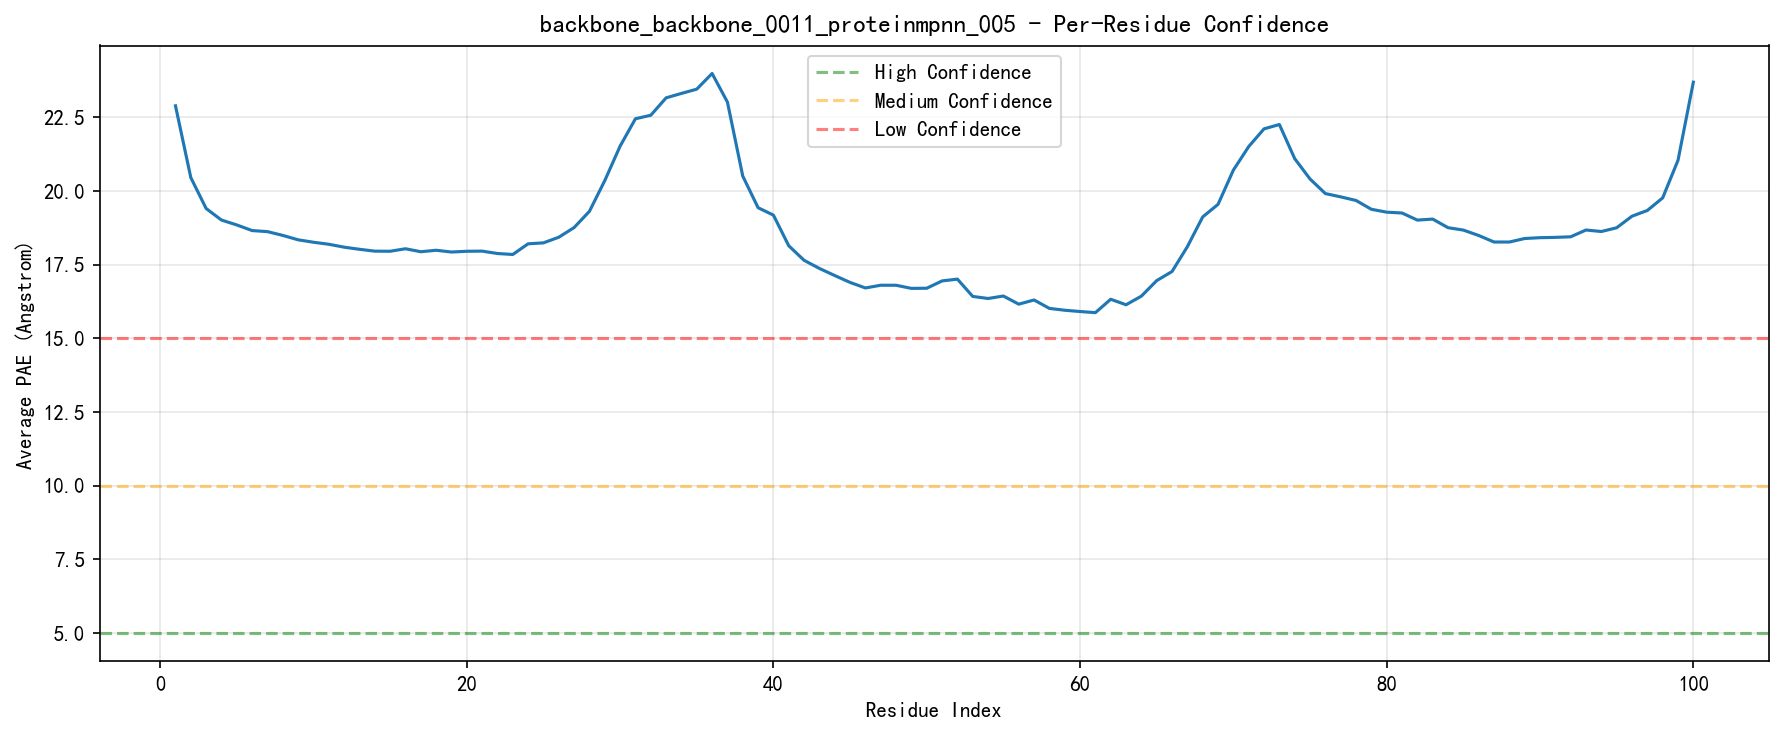 backbone_backbone_0011_proteinmpnn_005 - Per-Residue Confidence
High Confidence
Medium Confidence
Low Confidence
Average PAE (Angstrom)
22.5
20.0
17.5
15.0
12.5
10.0
7.5
5.0
0 20 40 60 80 100
Residue Index